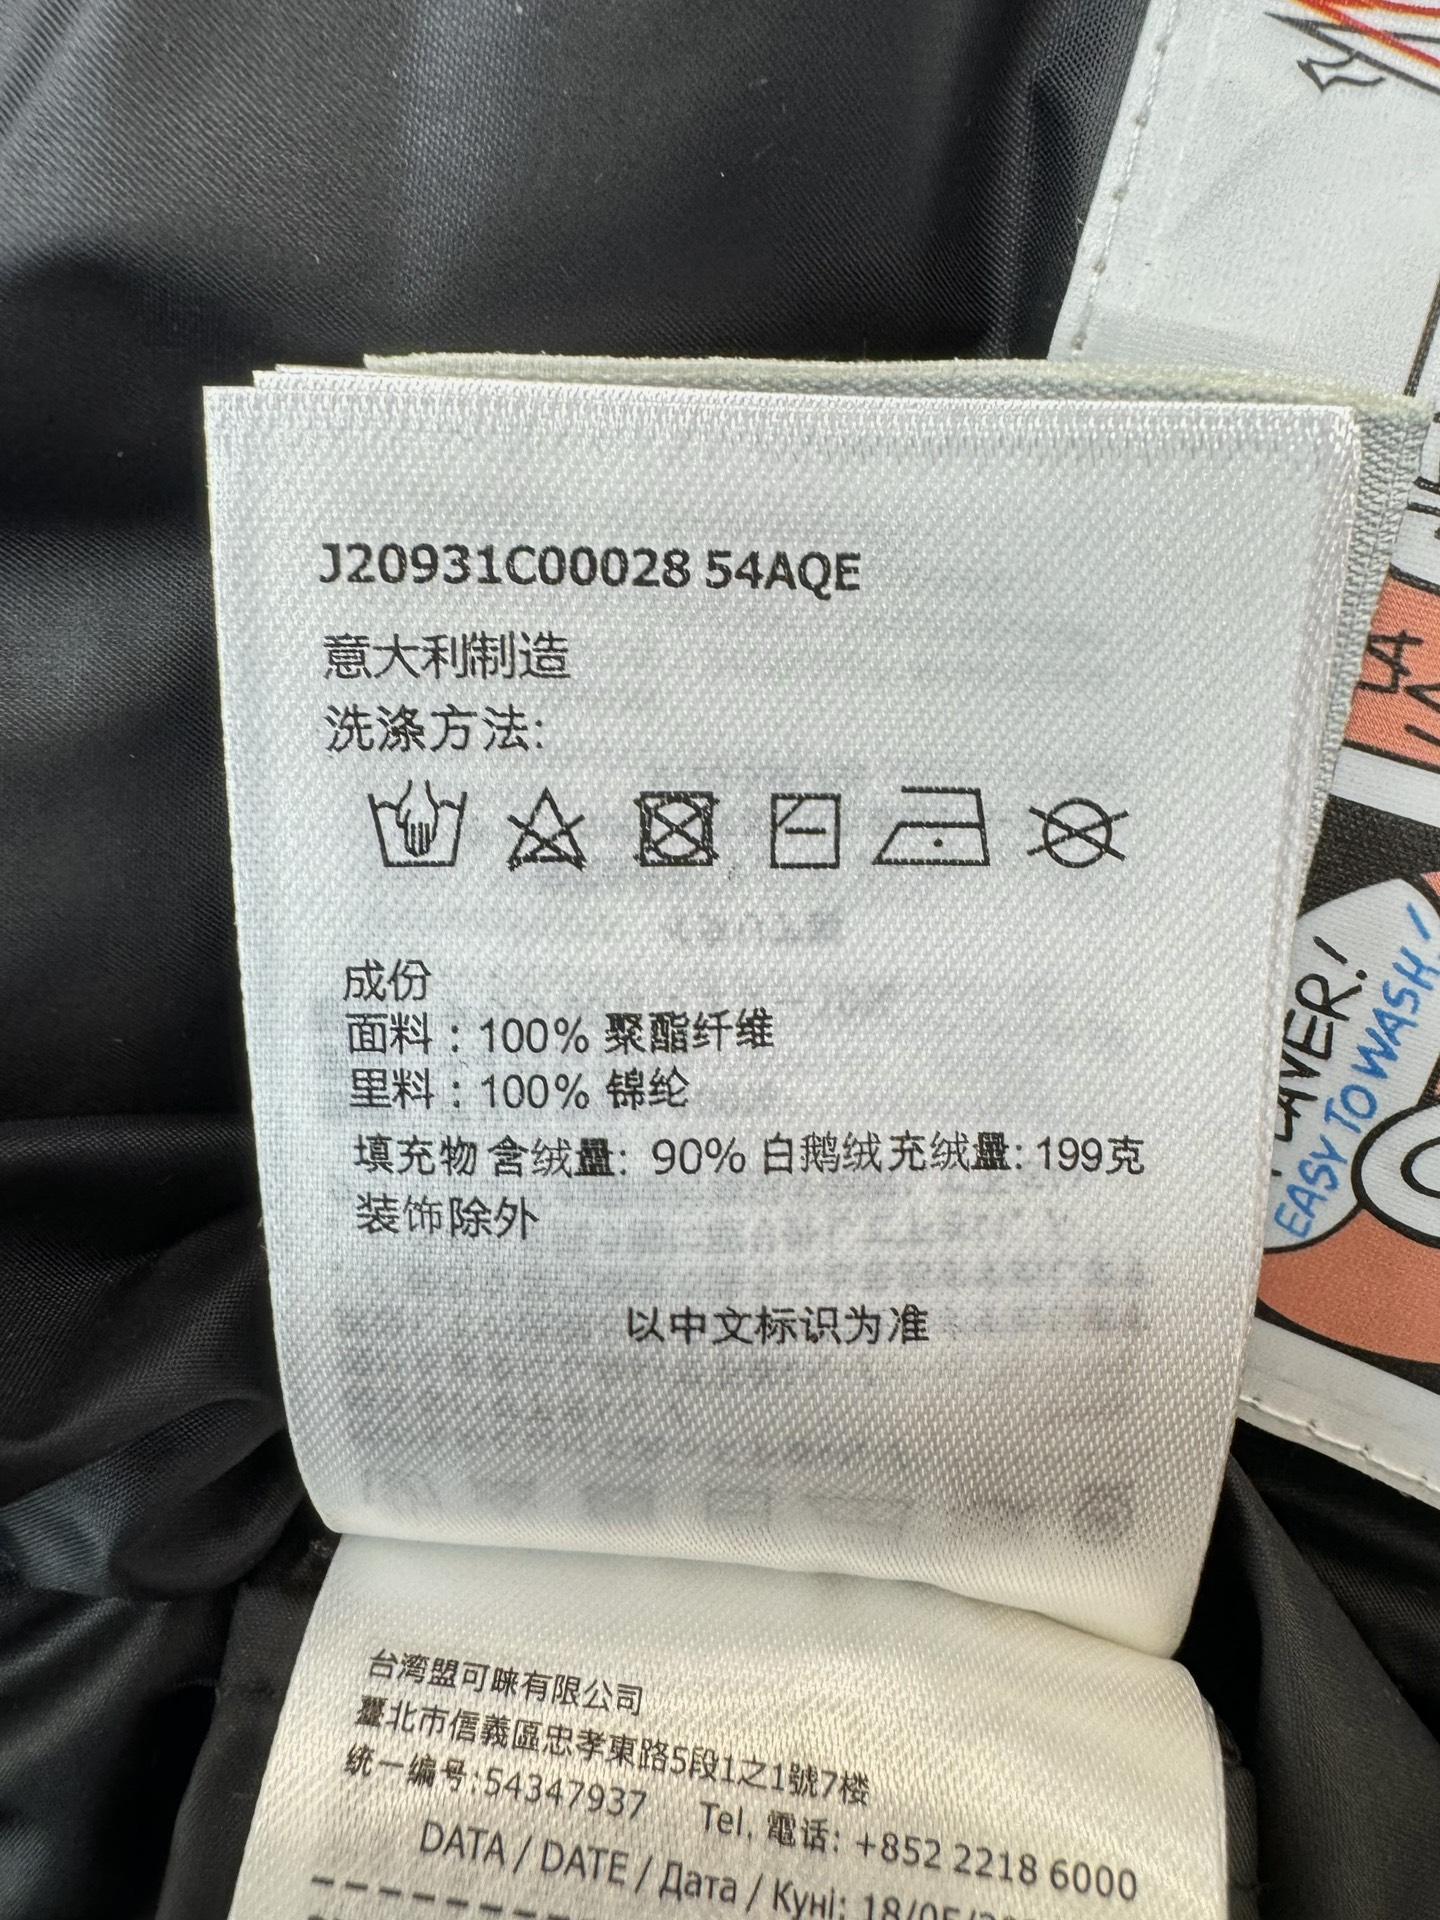 J20931C00028 54AQE
意大利制造
洗涤方法:
成份
面料：100% 聚酯纤维
里料：100% 锦纶
填充物 含绒量: 90% 白鹅绒 充绒量: 199克
装饰除外
以中文标识为准
台湾盟可睐有限公司
臺北市信義區忠孝東路5段1之1號7楼
统一编号:54347937 Tel. 電话: +852 2218 6000
DATA / DATE / Дата / Күні: 18/05/20
LA
LAYER!
EASY TO WASH!